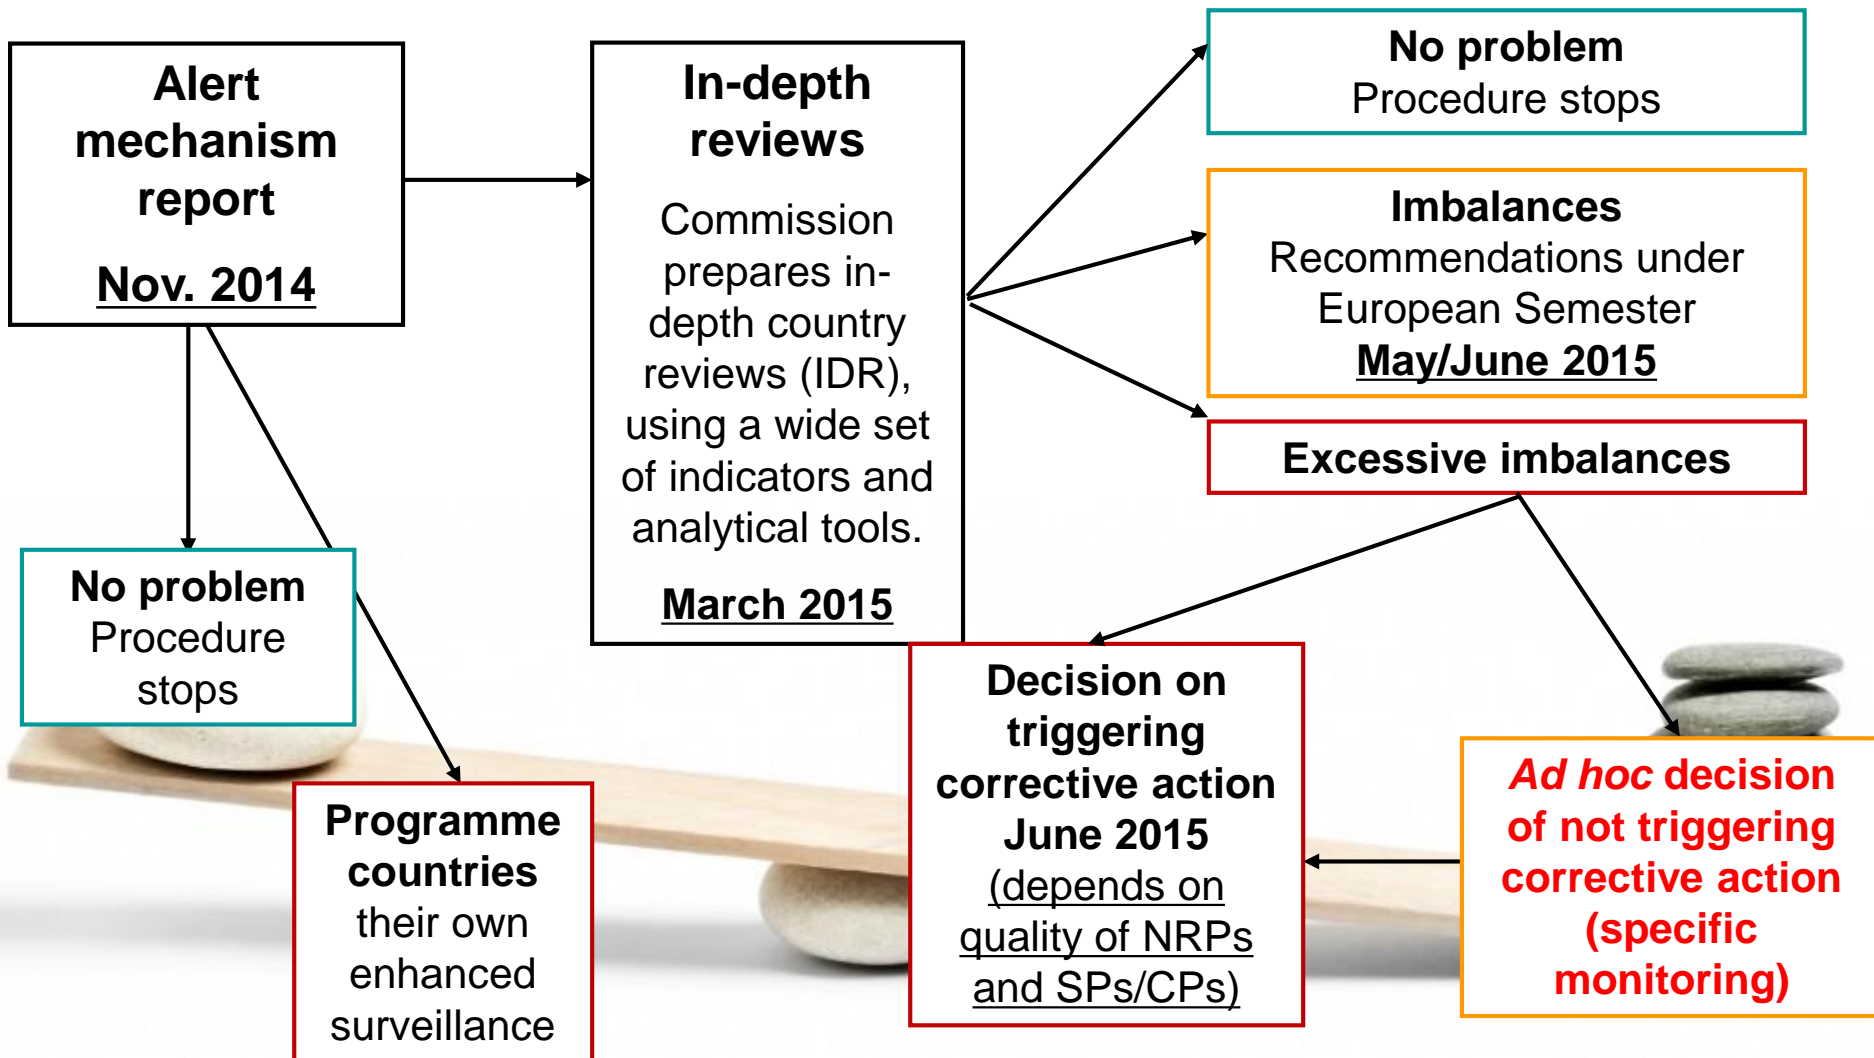 Alert
mechanism
report
Nov. 2014
In-depth
reviews
Commission
prepares in-
depth country
reviews (IDR),
using a wide set
of indicators and
analytical tools.
March 2015
No problem
Procedure stops
Imbalances
Recommendations under
European Semester
May/June 2015
Excessive imbalances
No problem
Procedure
stops
Programme
countries
their own
enhanced
surveillance
Decision on
triggering
corrective action
June 2015
(depends on
quality of NRPs
and SPs/CPs)
Ad hoc decision
of not triggering
corrective action
(specific
monitoring)